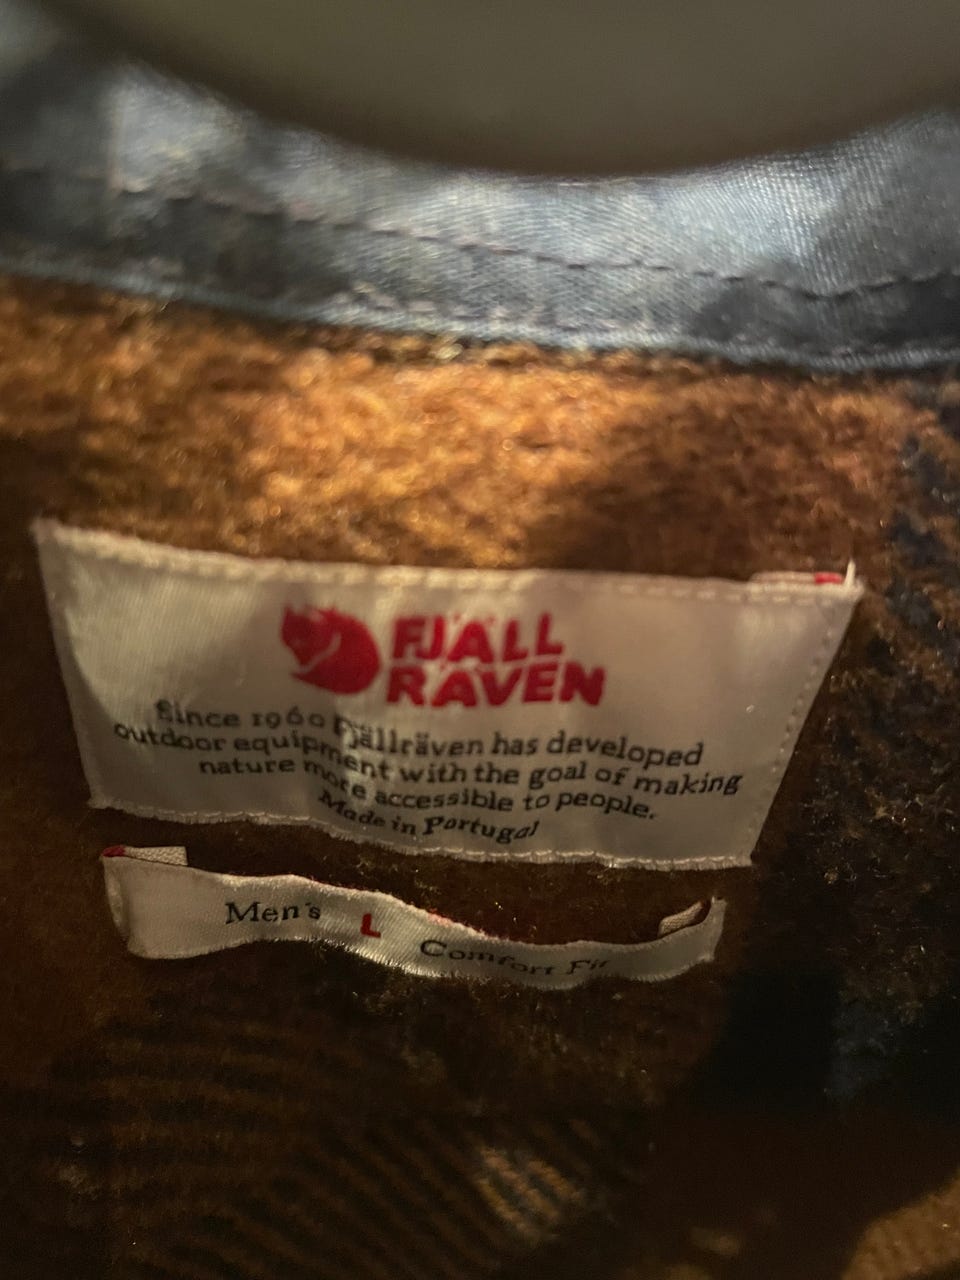 FJÄLL
RÄVEN
Since 1960 Fjällräven has developed
outdoor equipment with the goal of making
nature more accessible to people.
Made in Portugal
Men's L Comfort Fit